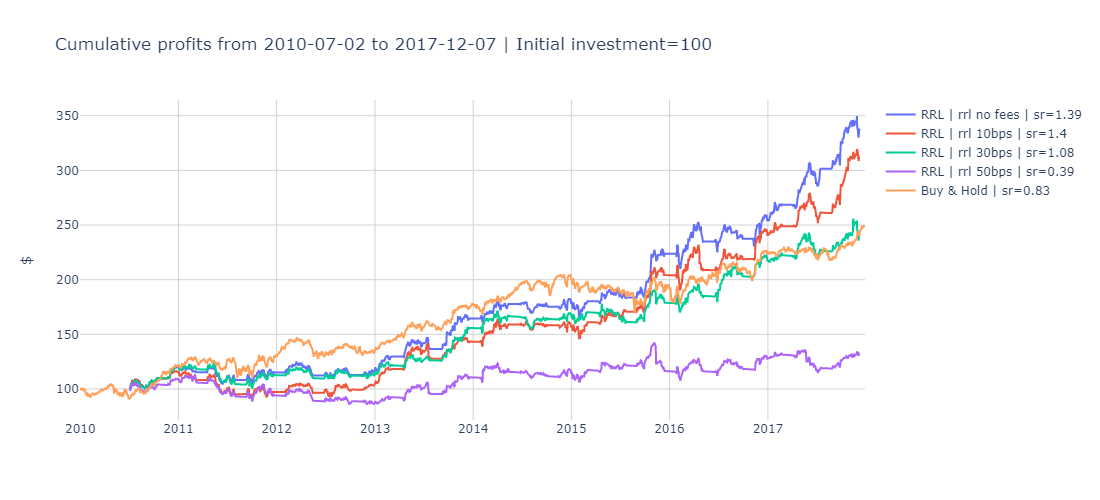 Cumulative profits from 2010-07-02 to 2017-12-07 | Initial investment=100
350
300
250
200
150
100
$
2010 2011 2012 2013 2014 2015 2016 2017
RRL | rrl no fees | sr=1.39
RRL | rrl 10bps | sr=1.4
RRL | rrl 30bps | sr=1.08
RRL | rrl 50bps | sr=0.39
Buy & Hold | sr=0.83